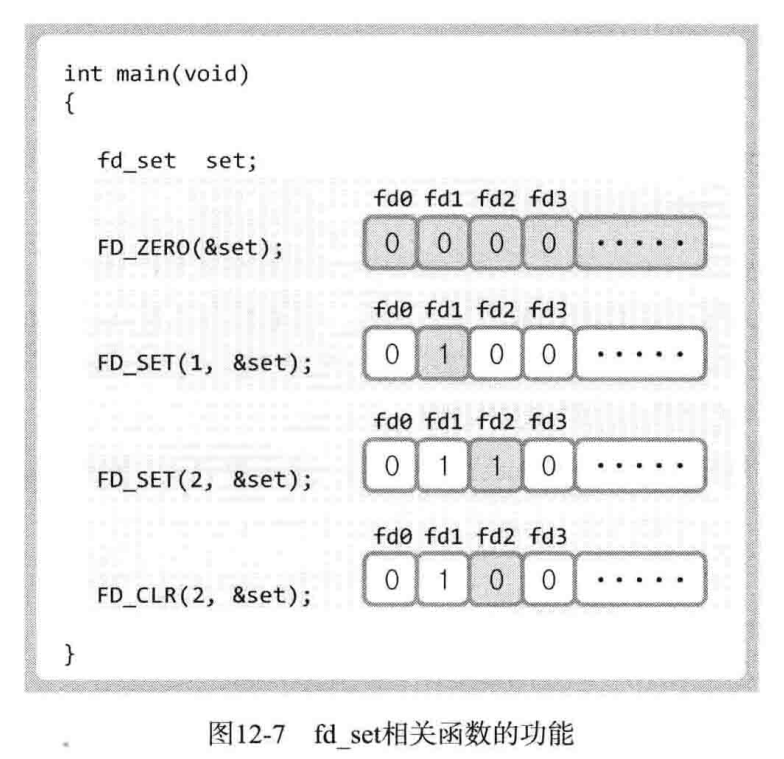 int main(void)
{
fd_set set;
fd0 fd1 fd2 fd3
FD_ZERO(&set); 0 0 0 0 ·····
fd0 fd1 fd2 fd3
FD_SET(1, &set); 0 1 0 0 ·····
fd0 fd1 fd2 fd3
FD_SET(2, &set); 0 1 1 0 ·····
fd0 fd1 fd2 fd3
FD_CLR(2, &set); 0 1 0 0 ·····
}
图12-7 fd_set相关函数的功能